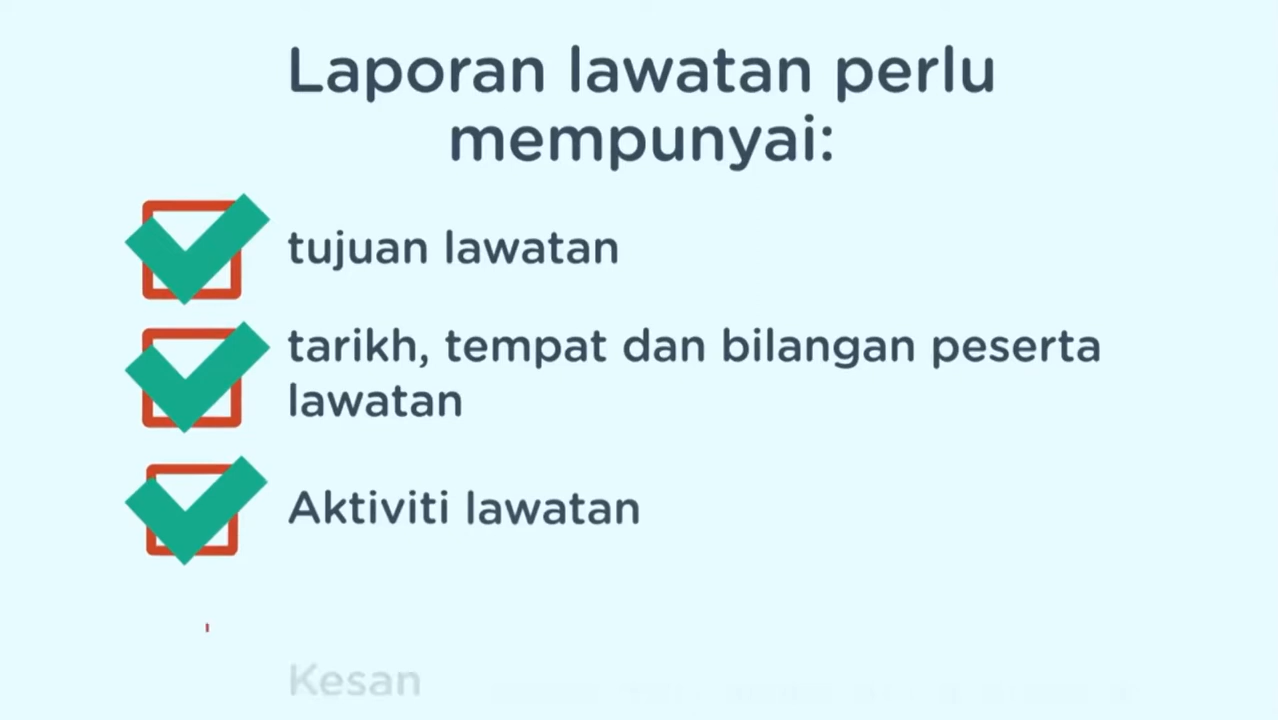 Laporan lawatan perlu
mempunyai:
tujuan lawatan
tarikh, tempat dan bilangan peserta
lawatan
Aktiviti lawatan
Kesan